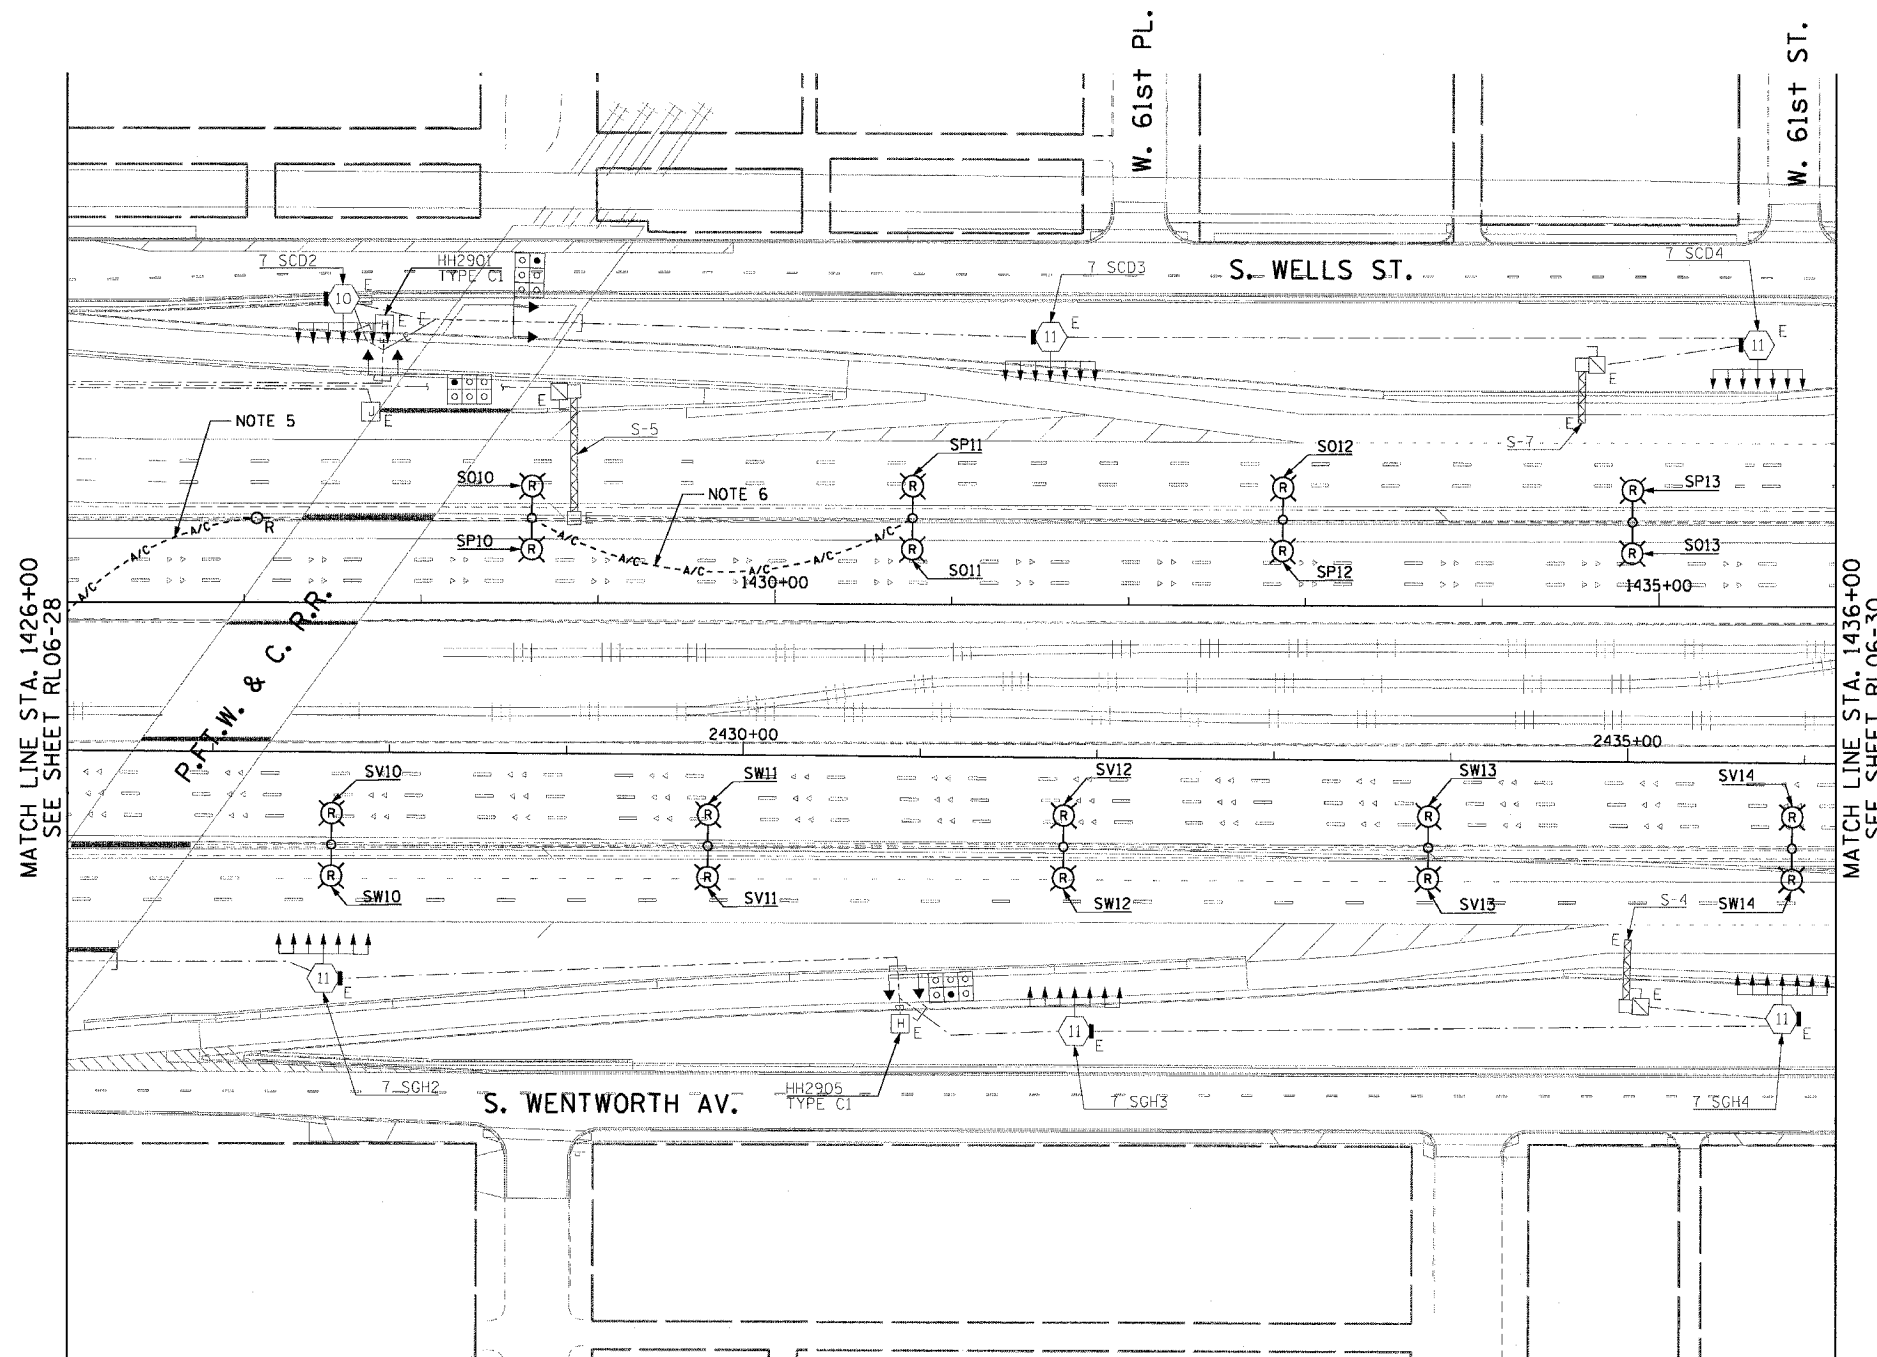 W. 61st PL.
W. 61st ST.
7 SCD2
HH2901
TYPE C1
7 SCD3
S. WELLS ST.
7 SCD4
10
E
H
E
E
11
E
11
E
E
E
J
E
E
NOTE 5
S-5
S-7
SP11
SO12
SO10
R
R
R
R
SP13
NOTE 6
R
E
A/C
A/C
A/C
A/C
A/C
A/C
A/C
A/C
SP10
R
R
R
R
SO13
SO11
SP12
1430+00
1435+00
MATCH LINE STA. 1426+00
SEE SHEET RL06-28
MATCH LINE STA. 1436+00
SEE SHEET RL06-30
P.F.T.W. & C. R.R.
2430+00
2435+00
SV10
SW11
SV12
SW13
SV14
R
R
R
R
R
R
R
R
R
R
SW10
SV11
SW12
SV13
SW14
S-4
E
11
E
E
H
E
11
E
11
E
7 SGH2
HH2905
TYPE C1
7 SGH3
7 SGH4
S. WENTWORTH AV.